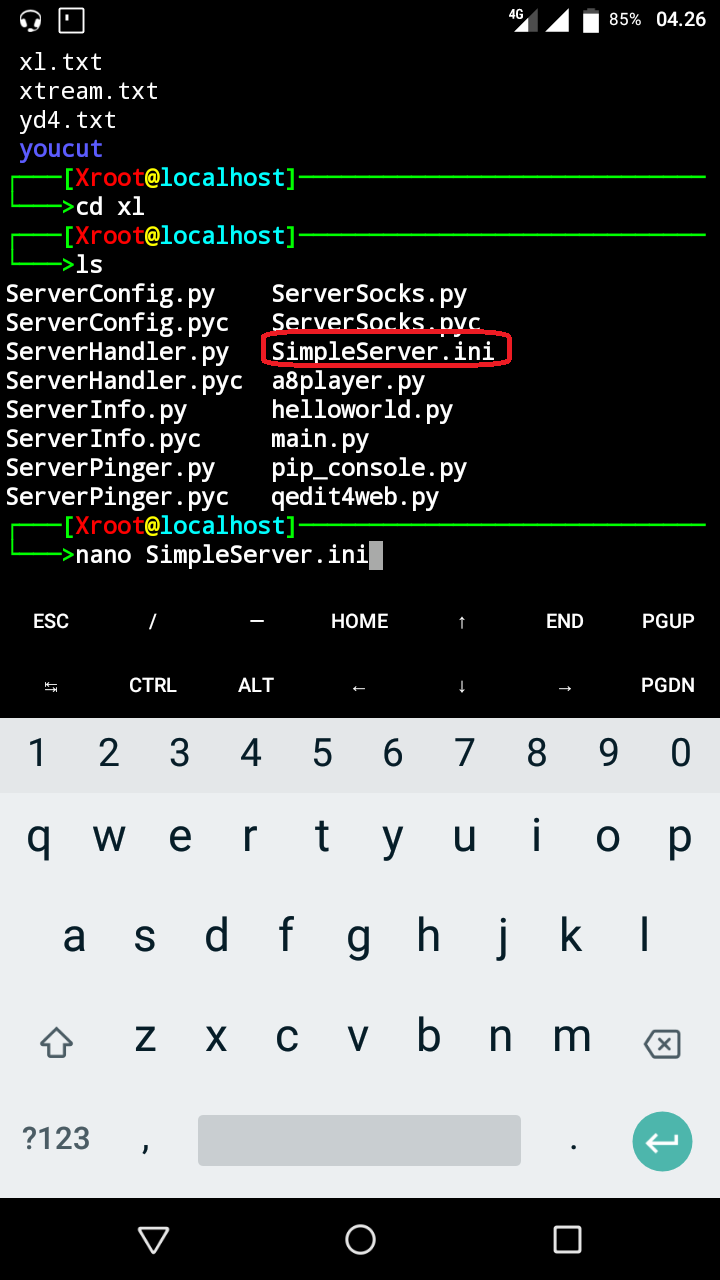 4G 85% 04.26
xl.txt
xtream.txt
yd4.txt
youcut
[Xroot@localhost]
>cd xl
[Xroot@localhost]
>ls
ServerConfig.py ServerSocks.py
ServerConfig.pyc ServerSocks.pyc
ServerHandler.py SimpleServer.ini
ServerHandler.pyc a8player.py
ServerInfo.py helloworld.py
ServerInfo.pyc main.py
ServerPinger.py pip_console.py
ServerPinger.pyc qedit4web.py
[Xroot@localhost]
>nano SimpleServer.ini
ESC / — HOME ↑ END PGUP
↹ CTRL ALT ← ↓ → PGDN
1 2 3 4 5 6 7 8 9 0
q w e r t y u i o p
a s d f g h j k l
z x c v b n m
?123 , .